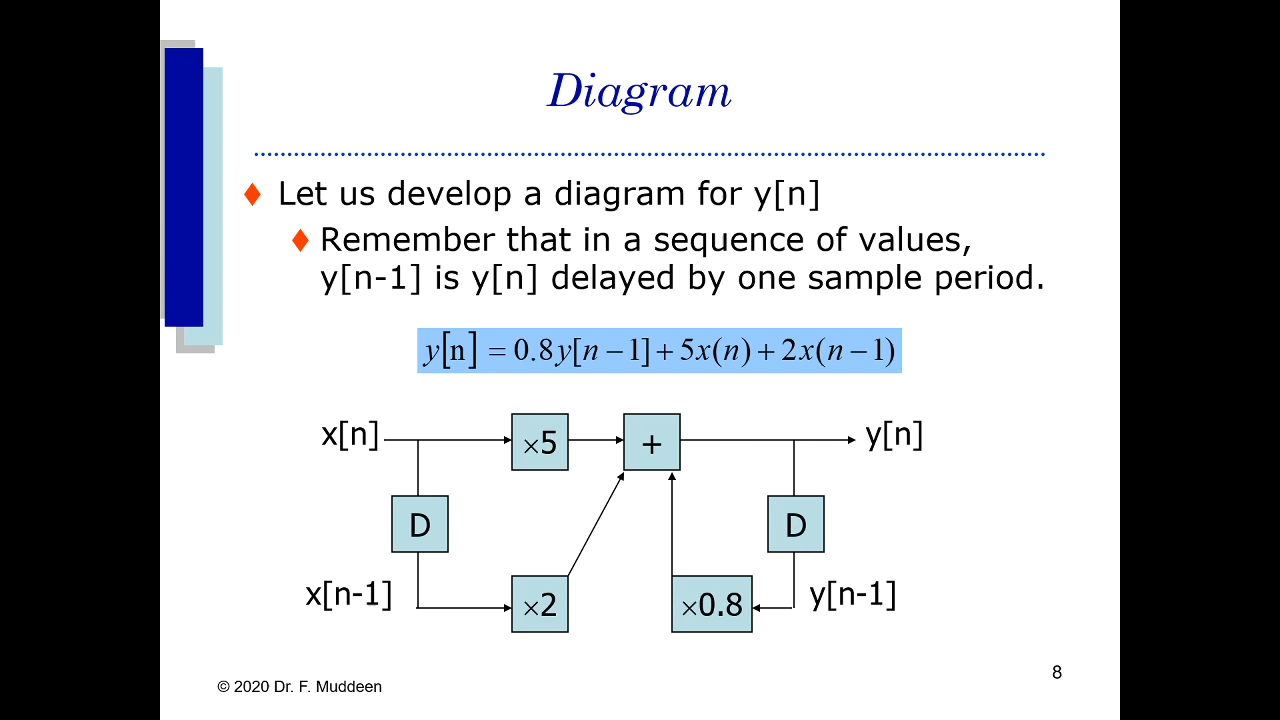 Diagram
Let us develop a diagram for y[n]
Remember that in a sequence of values,
y[n-1] is y[n] delayed by one sample period.
y[n] = 0.8y[n − 1] + 5x(n) + 2x(n − 1)
x[n] ×5 + y[n]
D D
x[n-1] ×2 ×0.8 y[n-1]
8
© 2020 Dr. F. Muddeen